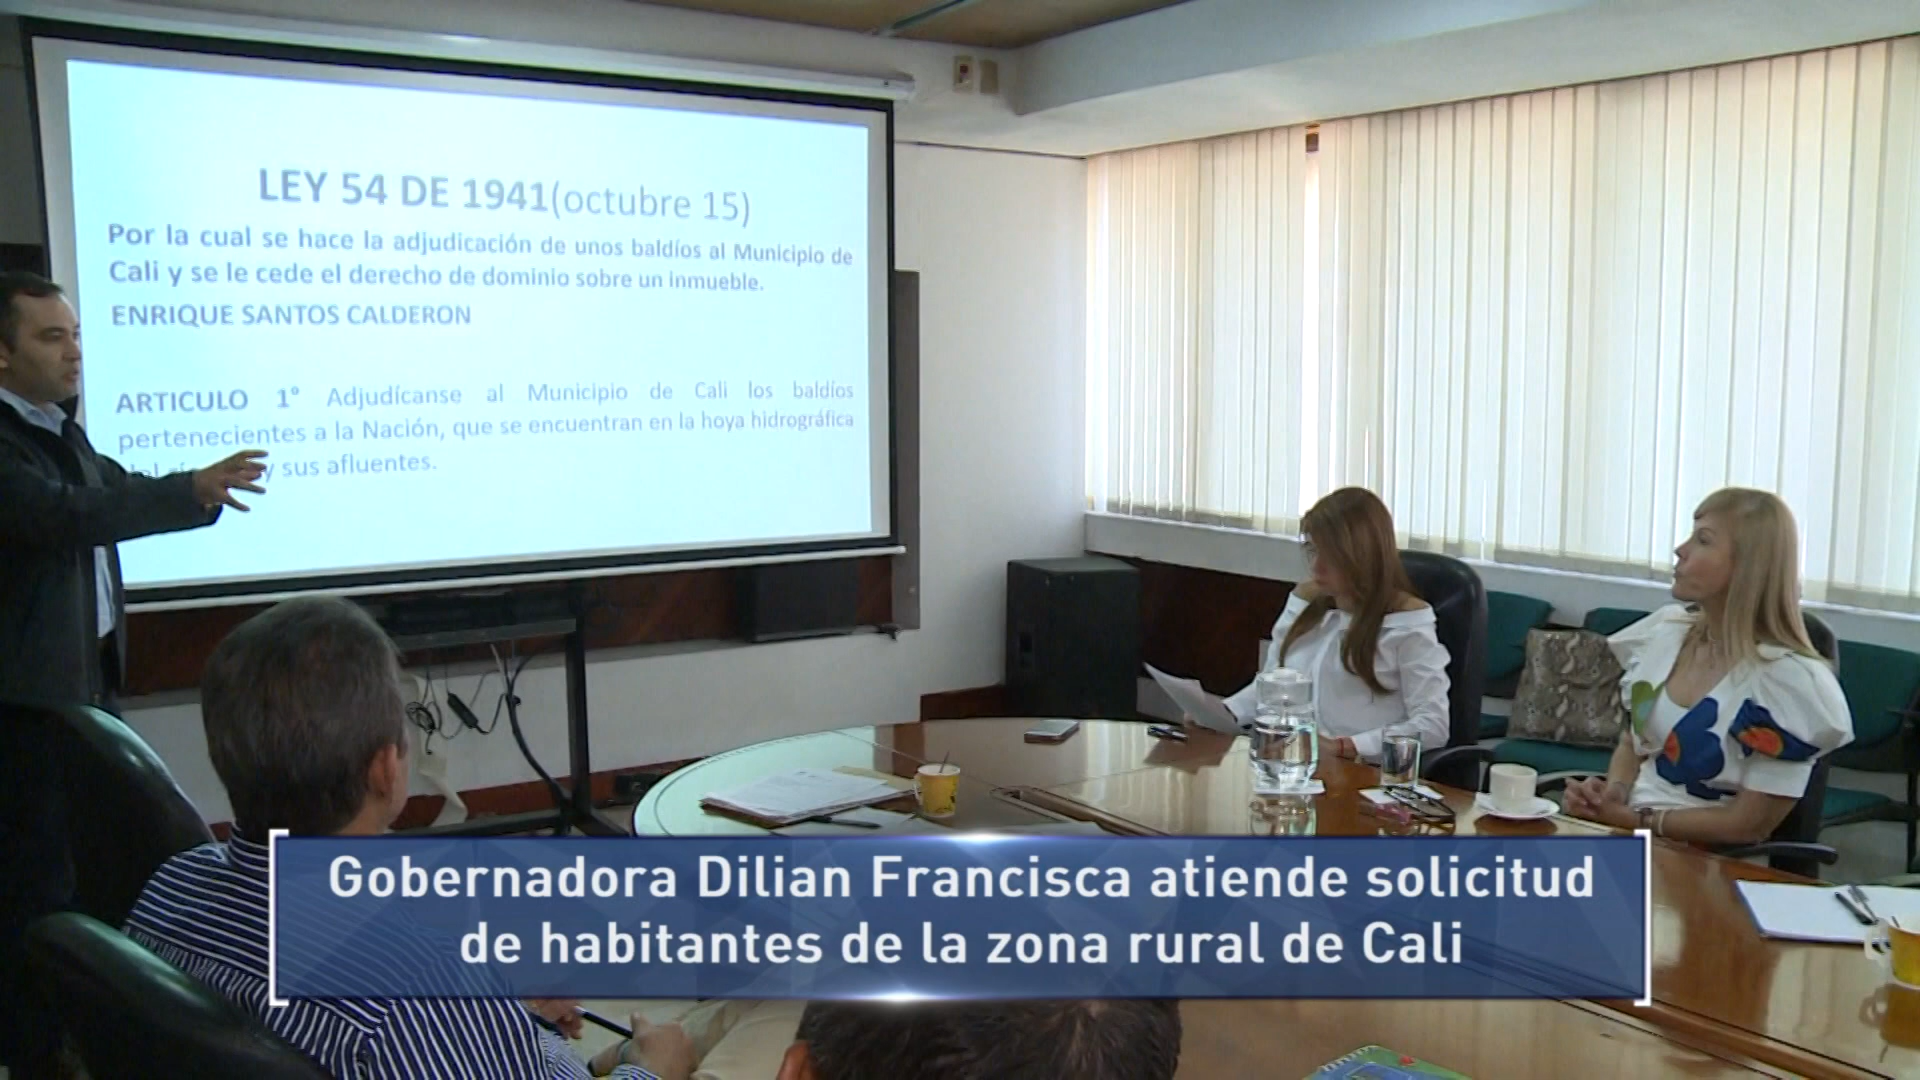 LEY 54 DE 1941(octubre 15)
Por la cual se hace la adjudicación de unos baldíos al Municipio de
Cali y se le cede el derecho de dominio sobre un inmueble.
ENRIQUE SANTOS CALDERON
ARTICULO 1° Adjudícanse al Municipio de Cali los baldíos
pertenecientes a la Nación, que se encuentran en la hoya hidrográfica
y sus afluentes.
Gobernadora Dilian Francisca atiende solicitud
de habitantes de la zona rural de Cali